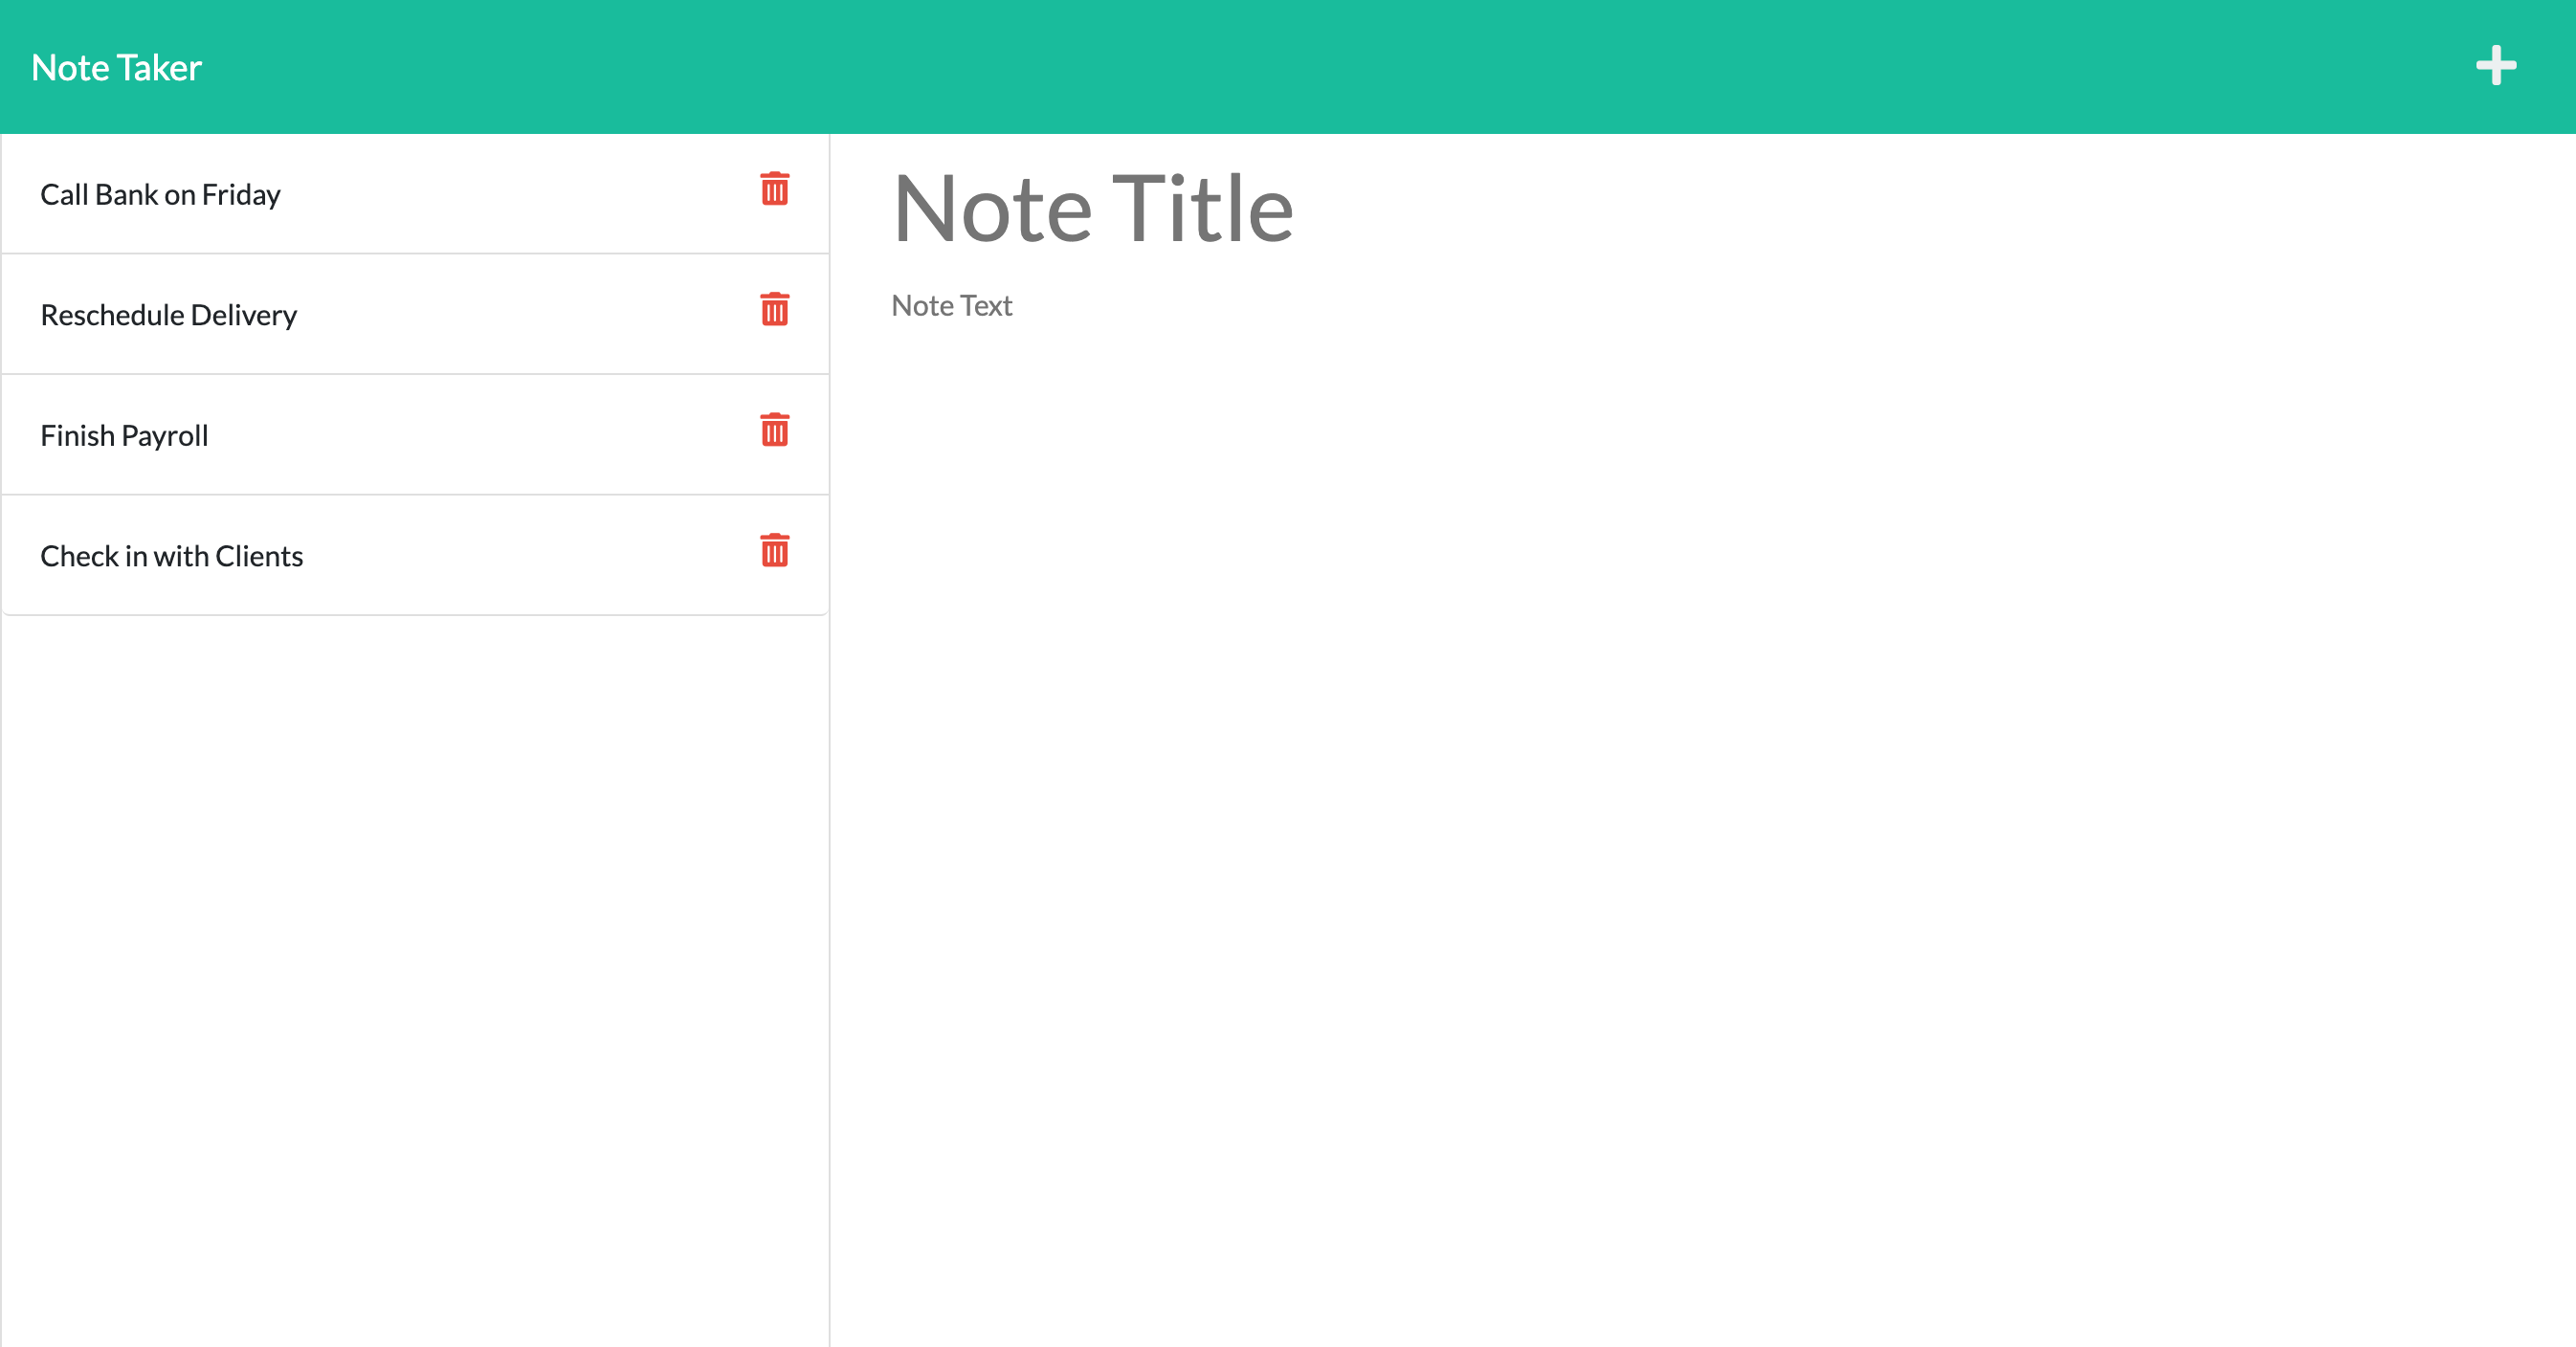 Note Taker
Call Bank on Friday
Reschedule Delivery
Finish Payroll
Check in with Clients
Note Title
Note Text